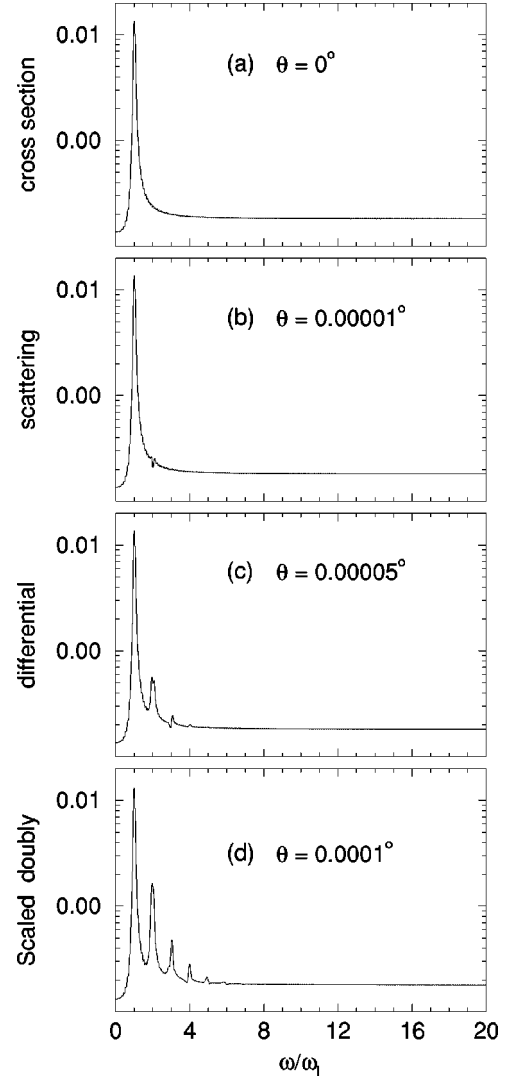 0.01
(a) θ = 0°
0.00
cross section
0.01
(b) θ = 0.00001°
0.00
scattering
0.01
(c) θ = 0.00005°
0.00
differential
0.01
(d) θ = 0.0001°
0.00
Scaled doubly
0 4 8 12 16 20
ω/ω_l